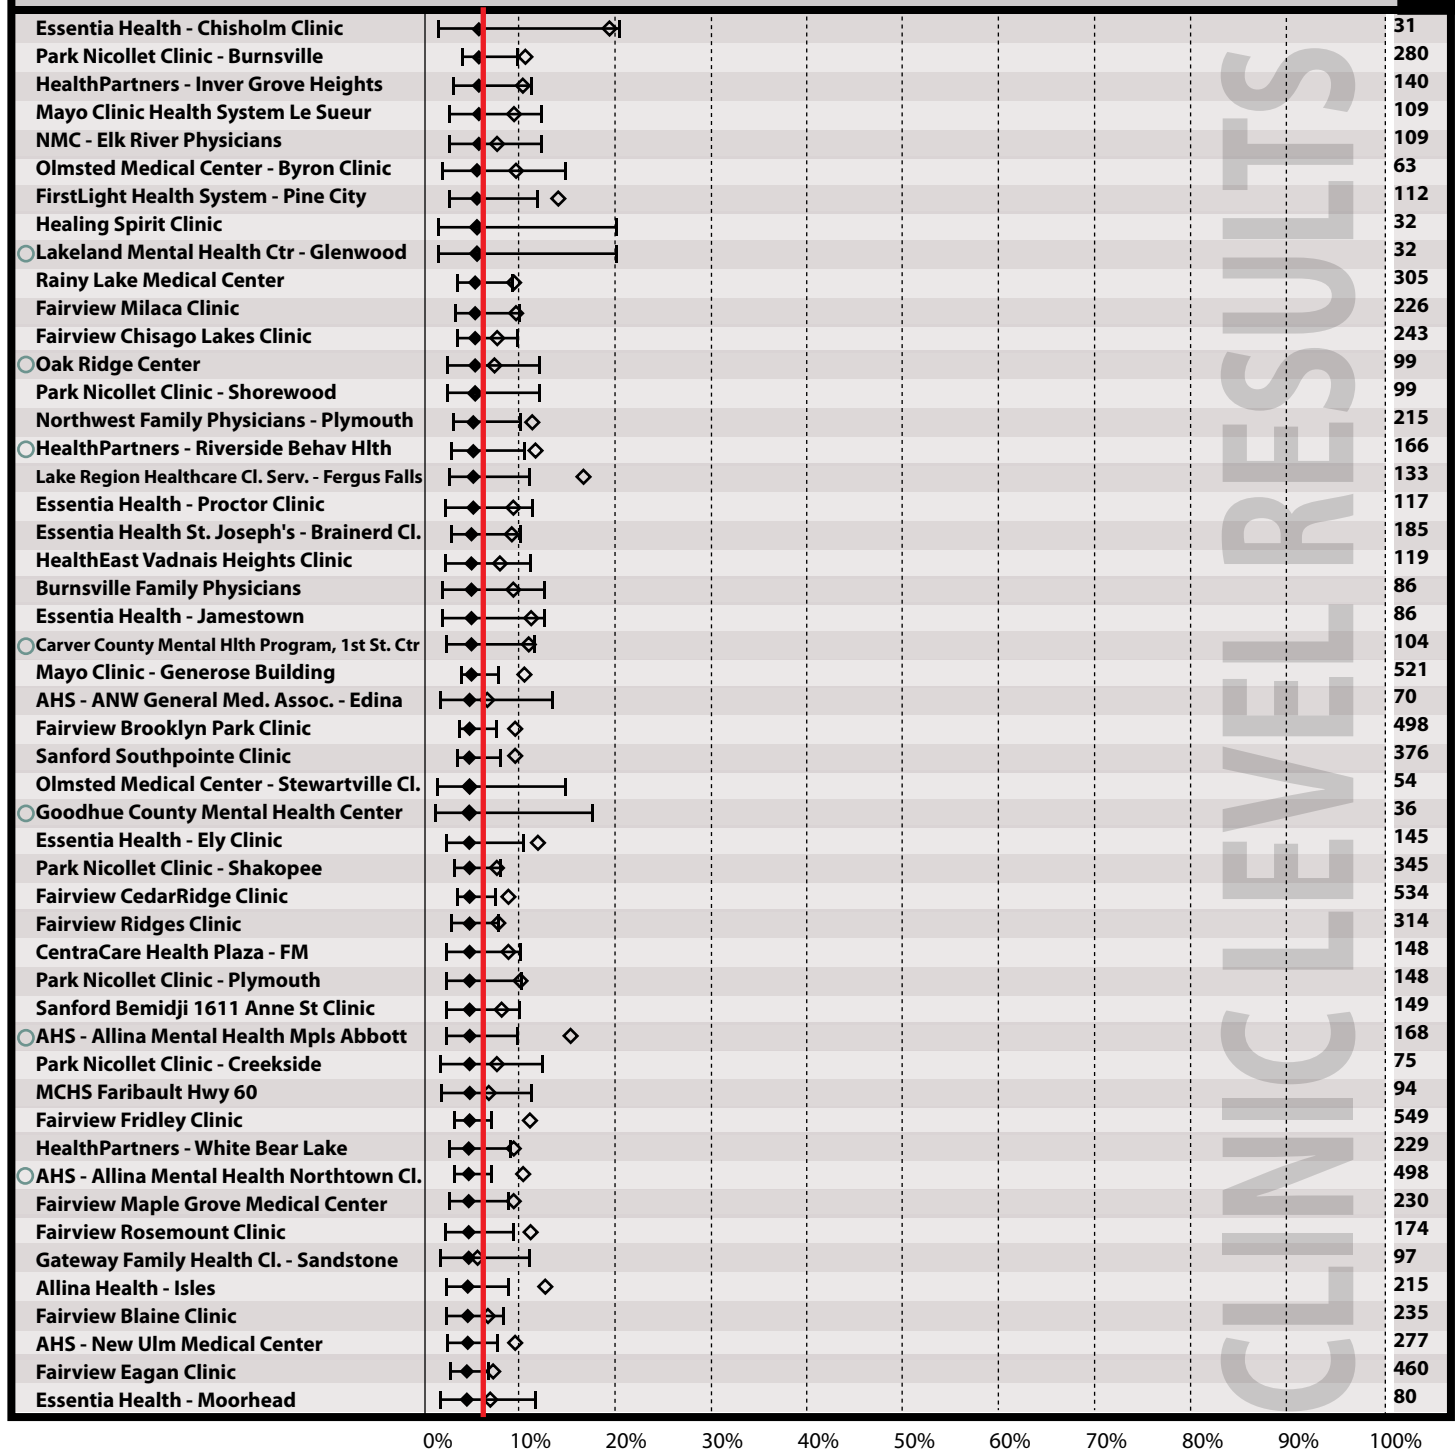 Essentia Health - Chisholm Clinic 31
Park Nicollet Clinic - Burnsville 280
HealthPartners - Inver Grove Heights 140
Mayo Clinic Health System Le Sueur 109
NMC - Elk River Physicians 109
Olmsted Medical Center - Byron Clinic 63
FirstLight Health System - Pine City 112
Healing Spirit Clinic 32
Lakeland Mental Health Ctr - Glenwood 32
Rainy Lake Medical Center 305
Fairview Milaca Clinic 226
Fairview Chisago Lakes Clinic 243
Oak Ridge Center 99
Park Nicollet Clinic - Shorewood 99
Northwest Family Physicians - Plymouth 215
HealthPartners - Riverside Behav Hlth 166
Lake Region Healthcare Cl. Serv. - Fergus Falls 133
Essentia Health - Proctor Clinic 117
Essentia Health St. Joseph's - Brainerd Cl. 185
HealthEast Vadnais Heights Clinic 119
Burnsville Family Physicians 86
Essentia Health - Jamestown 86
Carver County Mental Hlth Program, 1st St. Ctr 104
Mayo Clinic - Generose Building 521
AHS - ANW General Med. Assoc. - Edina 70
Fairview Brooklyn Park Clinic 498
Sanford Southpointe Clinic 376
Olmsted Medical Center - Stewartville Cl. 54
Goodhue County Mental Health Center 36
Essentia Health - Ely Clinic 145
Park Nicollet Clinic - Shakopee 345
Fairview CedarRidge Clinic 534
Fairview Ridges Clinic 314
CentraCare Health Plaza - FM 148
Park Nicollet Clinic - Plymouth 148
Sanford Bemidji 1611 Anne St Clinic 149
AHS - Allina Mental Health Mpls Abbott 168
Park Nicollet Clinic - Creekside 75
MCHS Faribault Hwy 60 94
Fairview Fridley Clinic 549
HealthPartners - White Bear Lake 229
AHS - Allina Mental Health Northtown Cl. 498
Fairview Maple Grove Medical Center 230
Fairview Rosemount Clinic 174
Gateway Family Health Cl. - Sandstone 97
Allina Health - Isles 215
Fairview Blaine Clinic 235
AHS - New Ulm Medical Center 277
Fairview Eagan Clinic 460
Essentia Health - Moorhead 80
0% 10% 20% 30% 40% 50% 60% 70% 80% 90% 100%
CLINIC LEVEL RESULTS